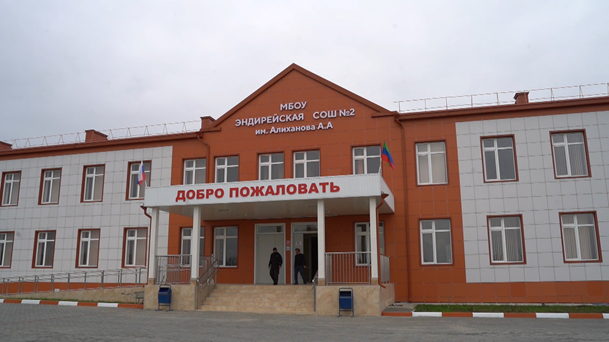 МБОУ
ЭНДИРЕЙСКАЯ СОШ №2
им. Алиханова А.А
ДОБРО ПОЖАЛОВАТЬ